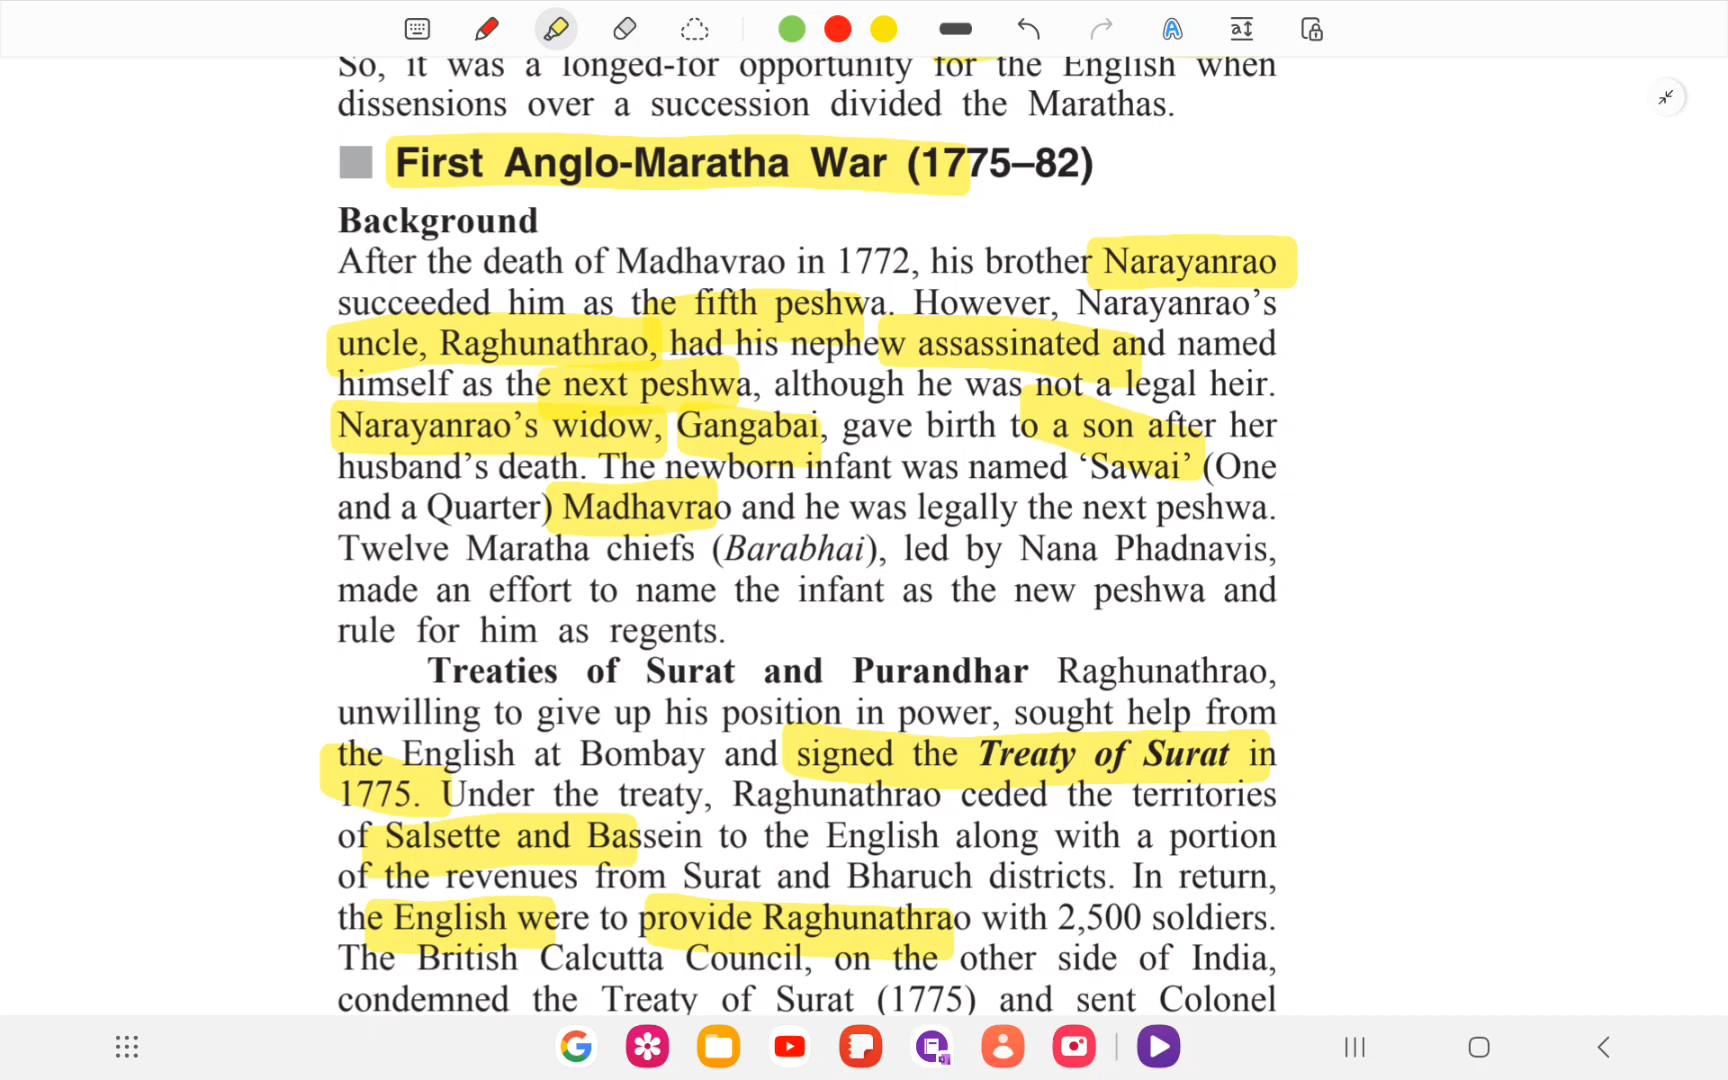 So, it was a longed-for opportunity for the English when
dissensions over a succession divided the Marathas.
First Anglo-Maratha War (1775–82)
Background
After the death of Madhavrao in 1772, his brother Narayanrao
succeeded him as the fifth peshwa. However, Narayanrao’s
uncle, Raghunathrao, had his nephew assassinated and named
himself as the next peshwa, although he was not a legal heir.
Narayanrao’s widow, Gangabai, gave birth to a son after her
husband’s death. The newborn infant was named ‘Sawai’ (One
and a Quarter) Madhavrao and he was legally the next peshwa.
Twelve Maratha chiefs (Barabhai), led by Nana Phadnavis,
made an effort to name the infant as the new peshwa and
rule for him as regents.
Treaties of Surat and Purandhar Raghunathrao,
unwilling to give up his position in power, sought help from
the English at Bombay and signed the Treaty of Surat in
1775. Under the treaty, Raghunathrao ceded the territories
of Salsette and Bassein to the English along with a portion
of the revenues from Surat and Bharuch districts. In return,
the English were to provide Raghunathrao with 2,500 soldiers.
The British Calcutta Council, on the other side of India,
condemned the Treaty of Surat (1775) and sent Colonel